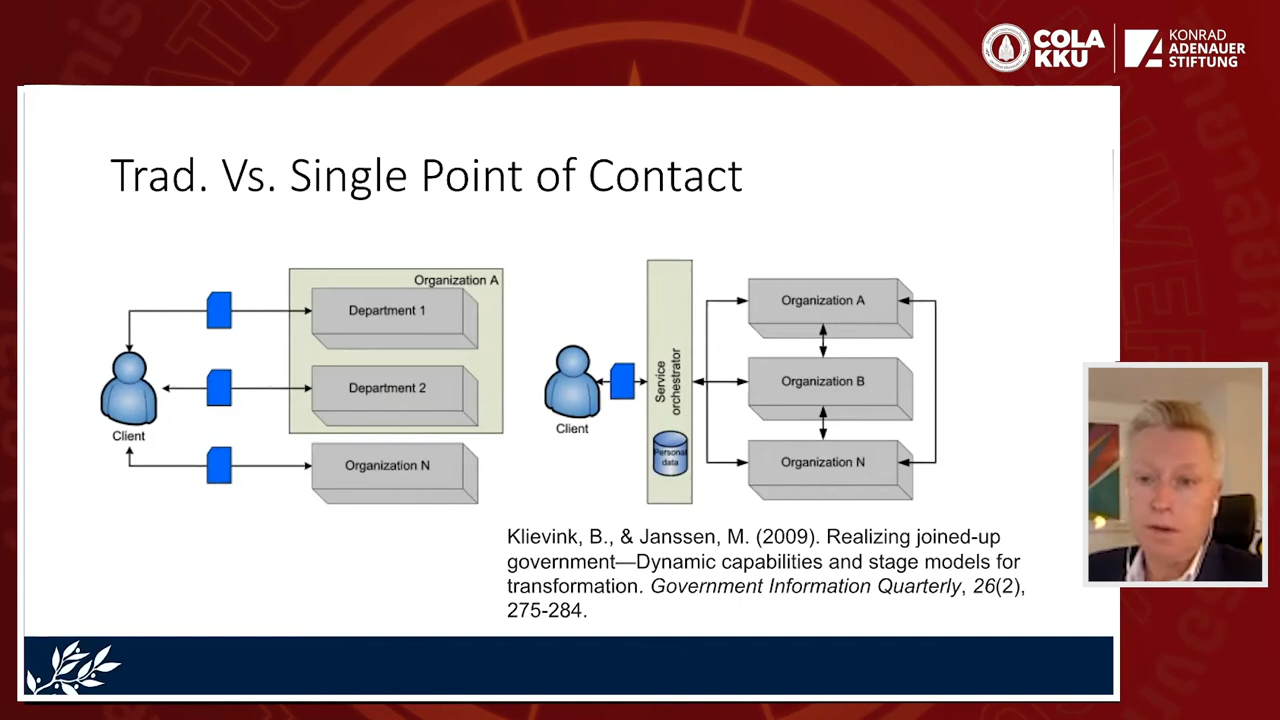 COLA
KKU
KONRAD
ADENAUER
STIFTUNG
Trad. Vs. Single Point of Contact
Organization A
Department 1
Department 2
Client
Organization N
Client
Service
orchestrator
Personal
data
Organization A
Organization B
Organization N
Klievink, B., & Janssen, M. (2009). Realizing joined-up
government—Dynamic capabilities and stage models for
transformation. Government Information Quarterly, 26(2),
275-284.